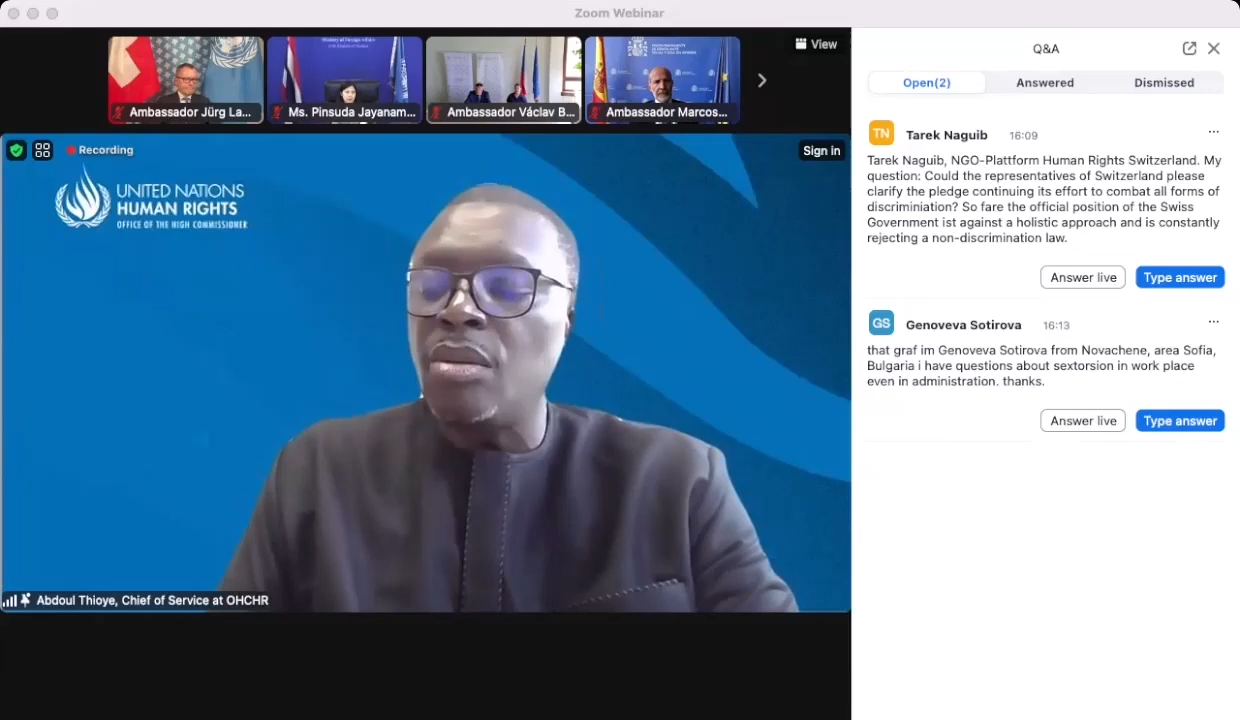 Zoom Webinar
View
Ambassador Jürg La...
Ms. Pinsuda Jayanam...
Ambassador Václav B...
Ambassador Marcos...
Recording
Sign in
UNITED NATIONS
HUMAN RIGHTS
OFFICE OF THE HIGH COMMISSIONER
Abdoul Thioye, Chief of Service at OHCHR
Q&A
Open(2)
Answered
Dismissed
TN
Tarek Naguib 16:09
Tarek Naguib, NGO-Plattform Human Rights Switzerland. My
question: Could the representatives of Switzerland please
clarify the pledge continuing its effort to combat all forms of
discriminiation? So fare the official position of the Swiss
Government ist against a holistic approach and is constantly
rejecting a non-discrimination law.
Answer live
Type answer
GS
Genoveva Sotirova 16:13
that graf im Genoveva Sotirova from Novachene, area Sofia,
Bulgaria i have questions about sextorsion in work place
even in administration. thanks.
Answer live
Type answer